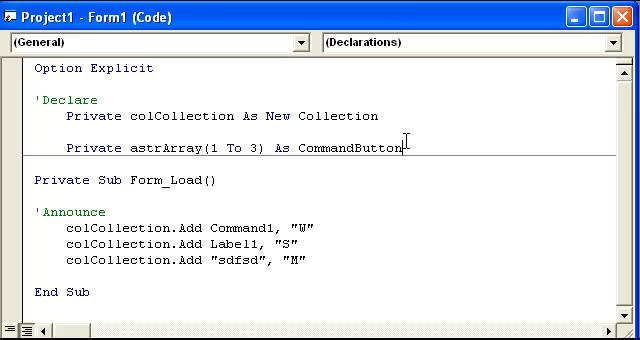 Project1 - Form1 (Code)
(General) (Declarations)
Option Explicit
'Declare
Private colCollection As New Collection
Private astrArray(1 To 3) As CommandButton
Private Sub Form_Load()
'Announce
colCollection.Add Command1, "W"
colCollection.Add Label1, "S"
colCollection.Add "sdfsd", "M"
End Sub